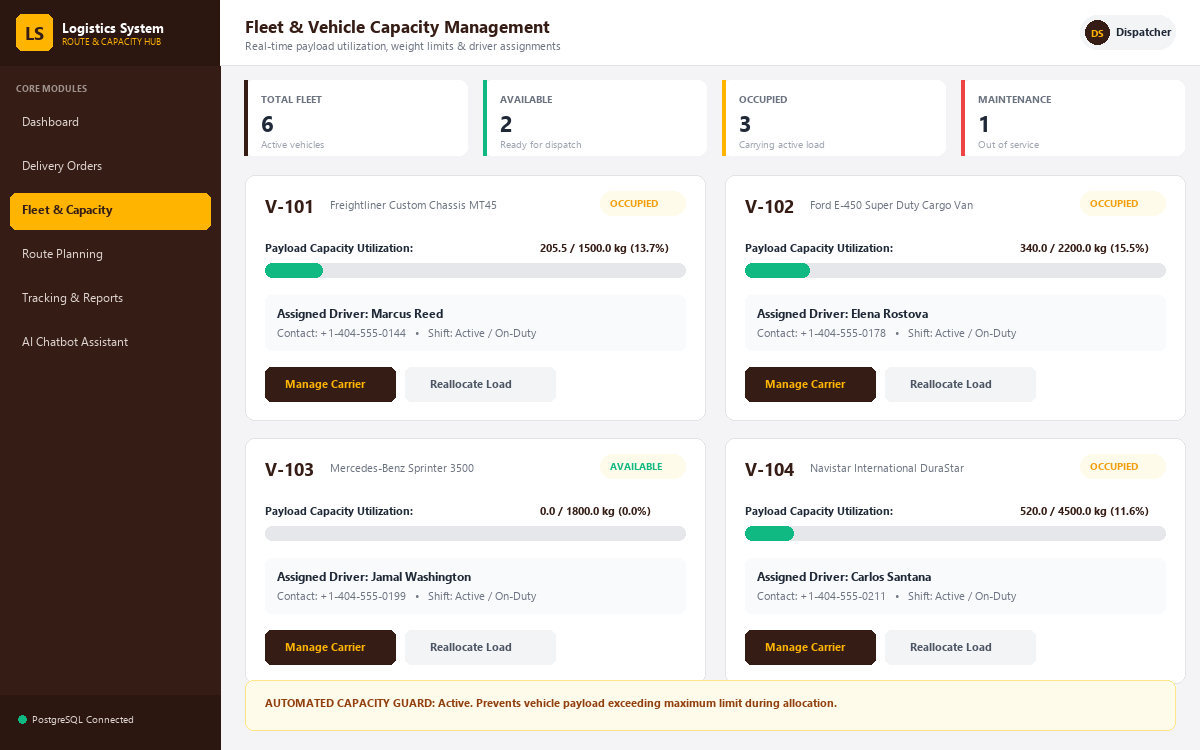 LS
Logistics System
ROUTE & CAPACITY HUB
CORE MODULES
Dashboard
Delivery Orders
Fleet & Capacity
Route Planning
Tracking & Reports
AI Chatbot Assistant
PostgreSQL Connected
Fleet & Vehicle Capacity Management
Real-time payload utilization, weight limits & driver assignments
DS Dispatcher
TOTAL FLEET
6
Active vehicles
AVAILABLE
2
Ready for dispatch
OCCUPIED
3
Carrying active load
MAINTENANCE
1
Out of service
V-101 Freightliner Custom Chassis MT45 OCCUPIED
Payload Capacity Utilization: 205.5 / 1500.0 kg (13.7%)
Assigned Driver: Marcus Reed
Contact: +1-404-555-0144 • Shift: Active / On-Duty
Manage Carrier Reallocate Load
V-102 Ford E-450 Super Duty Cargo Van OCCUPIED
Payload Capacity Utilization: 340.0 / 2200.0 kg (15.5%)
Assigned Driver: Elena Rostova
Contact: +1-404-555-0178 • Shift: Active / On-Duty
Manage Carrier Reallocate Load
V-103 Mercedes-Benz Sprinter 3500 AVAILABLE
Payload Capacity Utilization: 0.0 / 1800.0 kg (0.0%)
Assigned Driver: Jamal Washington
Contact: +1-404-555-0199 • Shift: Active / On-Duty
Manage Carrier Reallocate Load
V-104 Navistar International DuraStar OCCUPIED
Payload Capacity Utilization: 520.0 / 4500.0 kg (11.6%)
Assigned Driver: Carlos Santana
Contact: +1-404-555-0211 • Shift: Active / On-Duty
Manage Carrier Reallocate Load
AUTOMATED CAPACITY GUARD: Active. Prevents vehicle payload exceeding maximum limit during allocation.